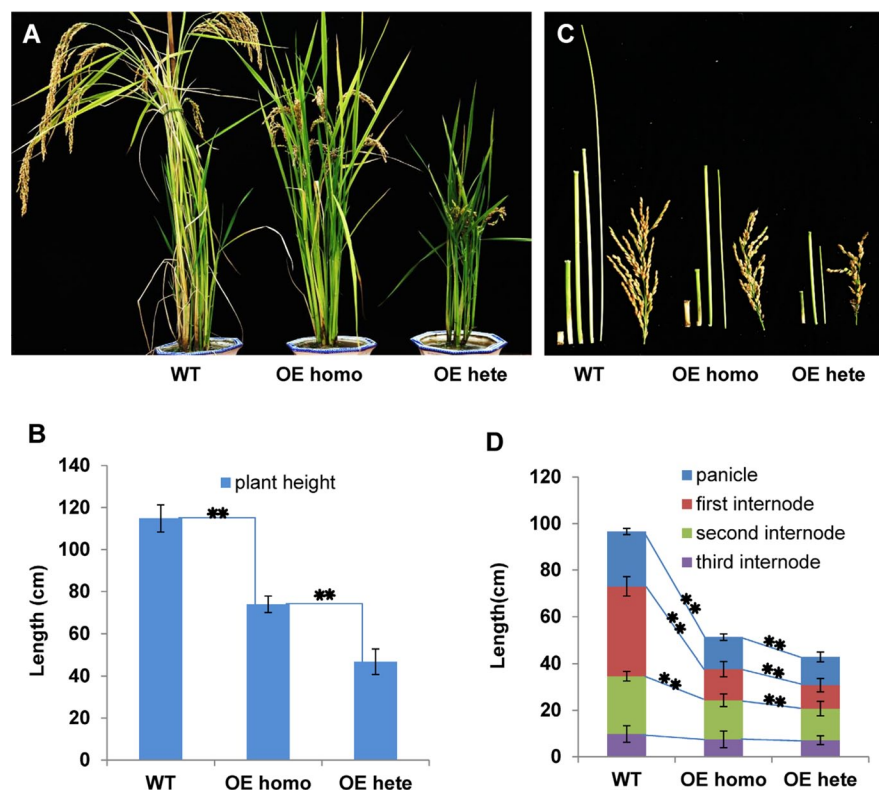 A
WT OE homo OE hete
C
WT OE homo OE hete
B
Length (cm)
140
120
100
80
60
40
20
0
plant height
**
**
WT OE homo OE hete
D
Length(cm)
120
100
80
60
40
20
0
panicle
first internode
second internode
third internode
**
**
**
**
**
**
WT OE homo OE hete